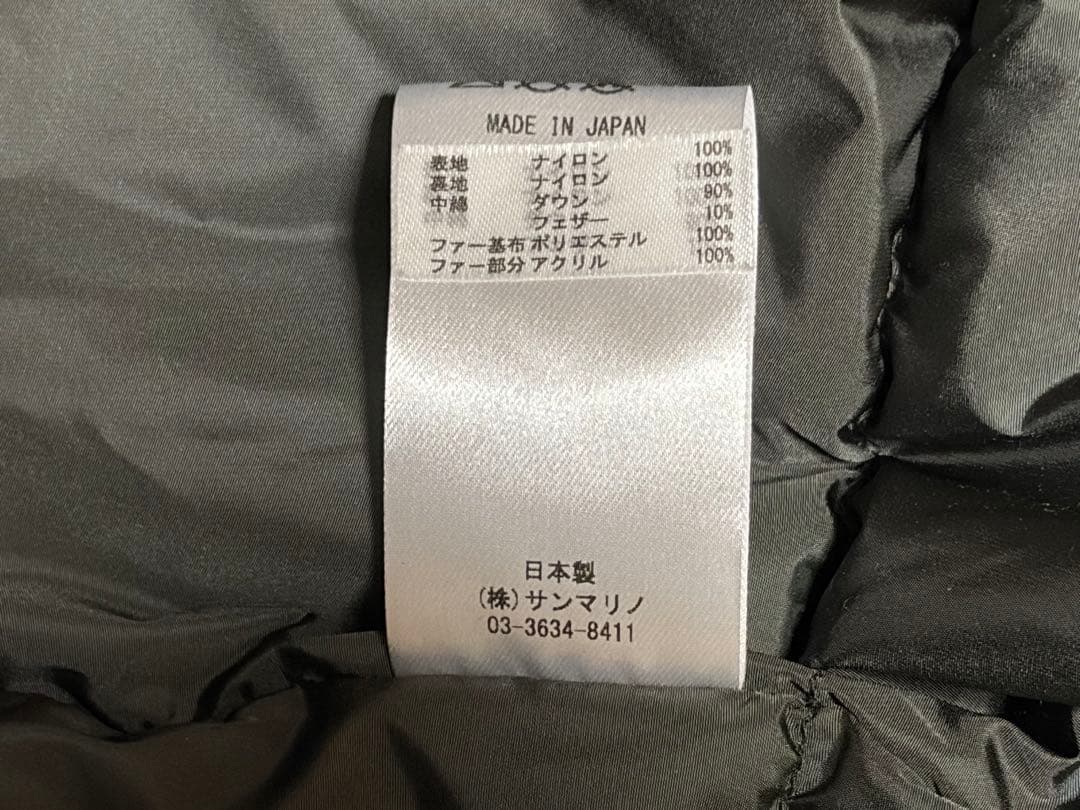 MADE IN JAPAN
表地 ナイロン 100%
裏地 ナイロン 100%
中綿 ダウン 90%
フェザー 10%
ファー基布 ポリエステル 100%
ファー部分 アクリル 100%
日本製
(株)サンマリノ
03-3634-8411